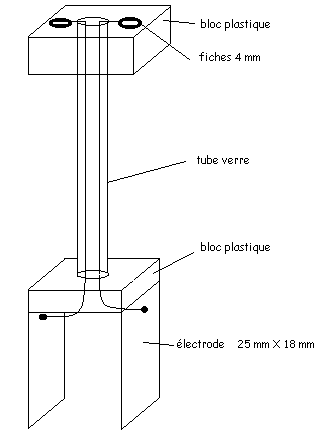 bloc plastique
fiches 4 mm
tube verre
bloc plastique
électrode 25 mm X 18 mm